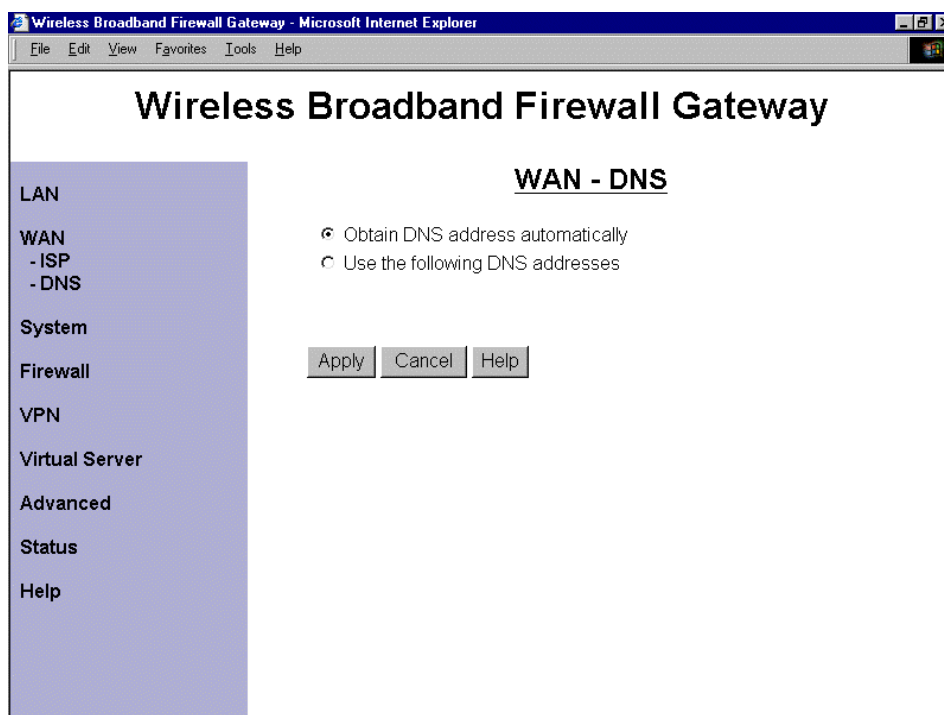 Wireless Broadband Firewall Gateway - Microsoft Internet Explorer
File Edit View Favorites Tools Help
Wireless Broadband Firewall Gateway
LAN
WAN
- ISP
- DNS
System
Firewall
VPN
Virtual Server
Advanced
Status
Help
WAN - DNS
Obtain DNS address automatically
Use the following DNS addresses
Apply Cancel Help